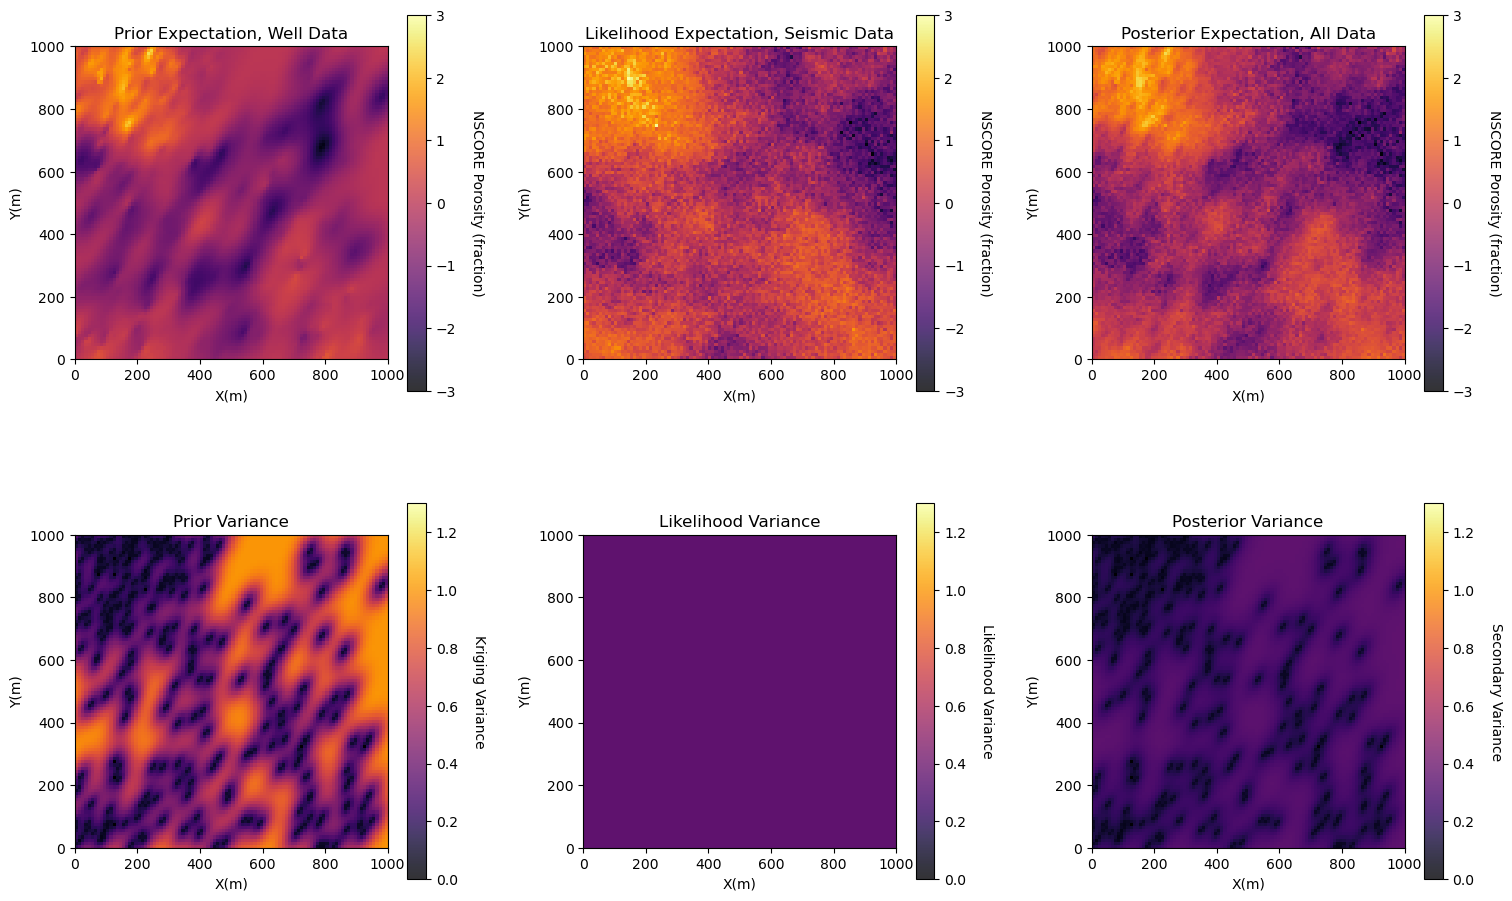 Prior Expectation, Well Data
1000
800
600
400
200
0
Y(m)
0 200 400 600 800 1000
X(m)
3
2
1
0
−1
−2
−3
NSCORE Porosity (fraction)
Likelihood Expectation, Seismic Data
1000
800
600
400
200
0
Y(m)
0 200 400 600 800 1000
X(m)
3
2
1
0
−1
−2
−3
NSCORE Porosity (fraction)
Posterior Expectation, All Data
1000
800
600
400
200
0
Y(m)
0 200 400 600 800 1000
X(m)
3
2
1
0
−1
−2
−3
NSCORE Porosity (fraction)
Prior Variance
1000
800
600
400
200
0
Y(m)
0 200 400 600 800 1000
X(m)
1.2
1.0
0.8
0.6
0.4
0.2
0.0
Kriging Variance
Likelihood Variance
1000
800
600
400
200
0
Y(m)
0 200 400 600 800 1000
X(m)
1.2
1.0
0.8
0.6
0.4
0.2
0.0
Likelihood Variance
Posterior Variance
1000
800
600
400
200
0
Y(m)
0 200 400 600 800 1000
X(m)
1.2
1.0
0.8
0.6
0.4
0.2
0.0
Secondary Variance